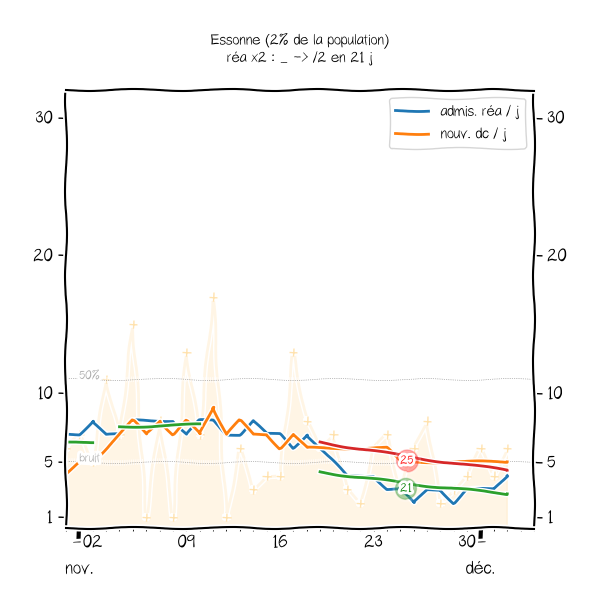 Essonne (2% de la population)
réa x2 : _ -> /2 en 21 j
admis. réa / j
nouv. dc / j
30
30
20
20
50%
10
10
bruit
5
5
25
21
1
1
02
09
16
23
30
nov.
déc.